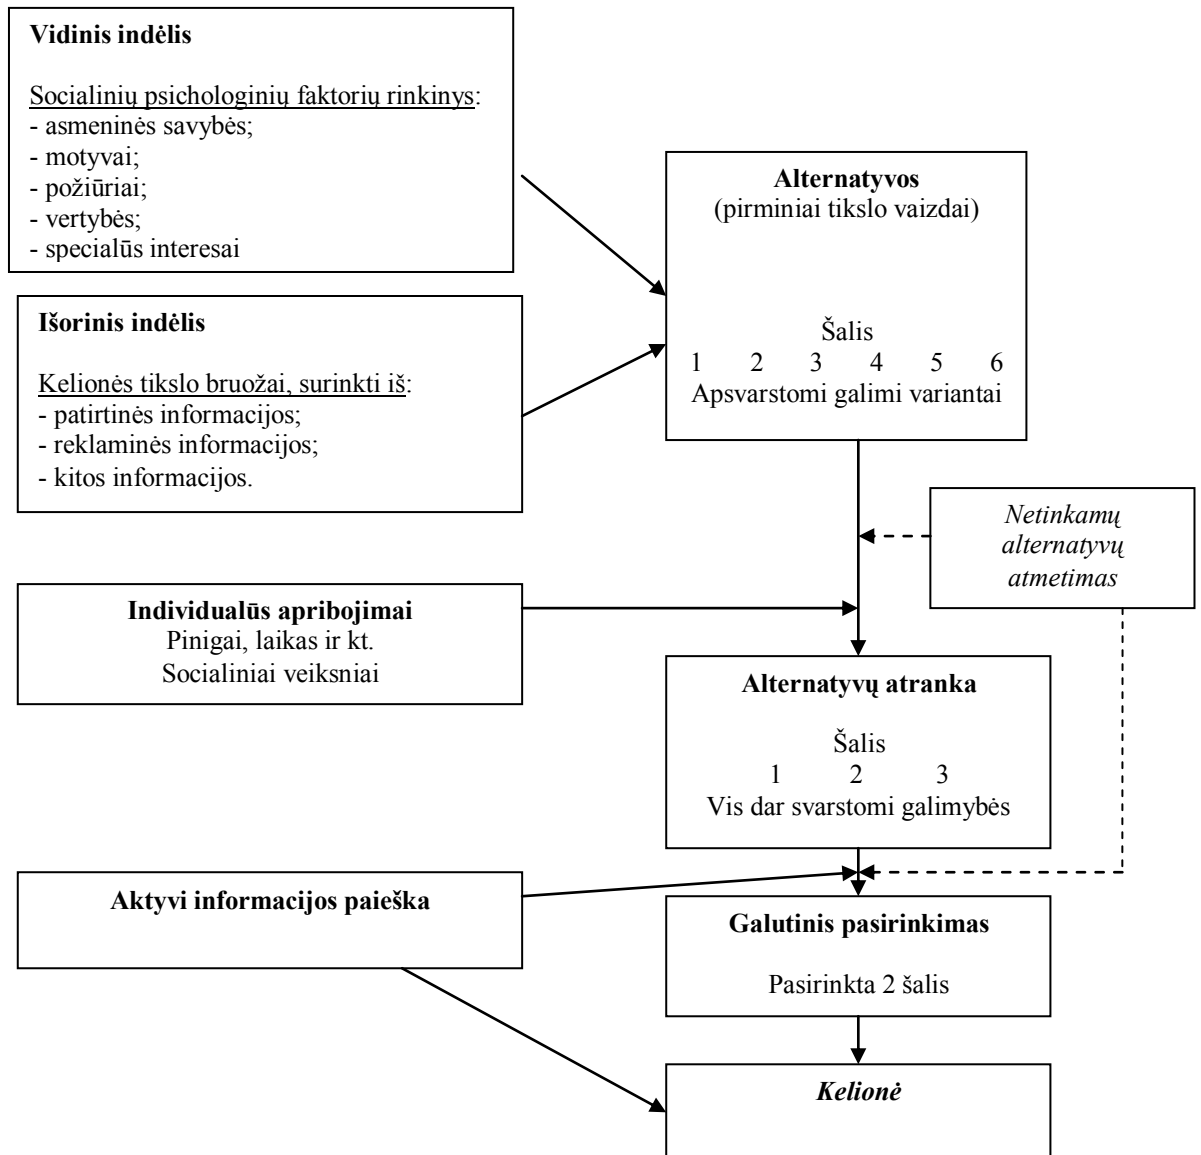 Vidinis indėlis
Socialinių psichologinių faktorių rinkinys:
- asmeninės savybės;
- motyvai;
- požiūriai;
- vertybės;
- specialūs interesai
Alternatyvos
(pirminiai tikslo vaizdai)
Šalis
1 2 3 4 5 6
Apsvarstomi galimi variantai
Išorinis indėlis
Kelionės tikslo bruožai, surinkti iš:
- patirtinės informacijos;
- reklaminės informacijos;
- kitos informacijos.
Netinkamų
alternatyvų
atmetimas
Individualūs apribojimai
Pinigai, laikas ir kt.
Socialiniai veiksniai
Alternatyvų atranka
Šalis
1 2 3
Vis dar svarstomi galimybės
Aktyvi informacijos paieška
Galutinis pasirinkimas
Pasirinkta 2 šalis
Kelionė